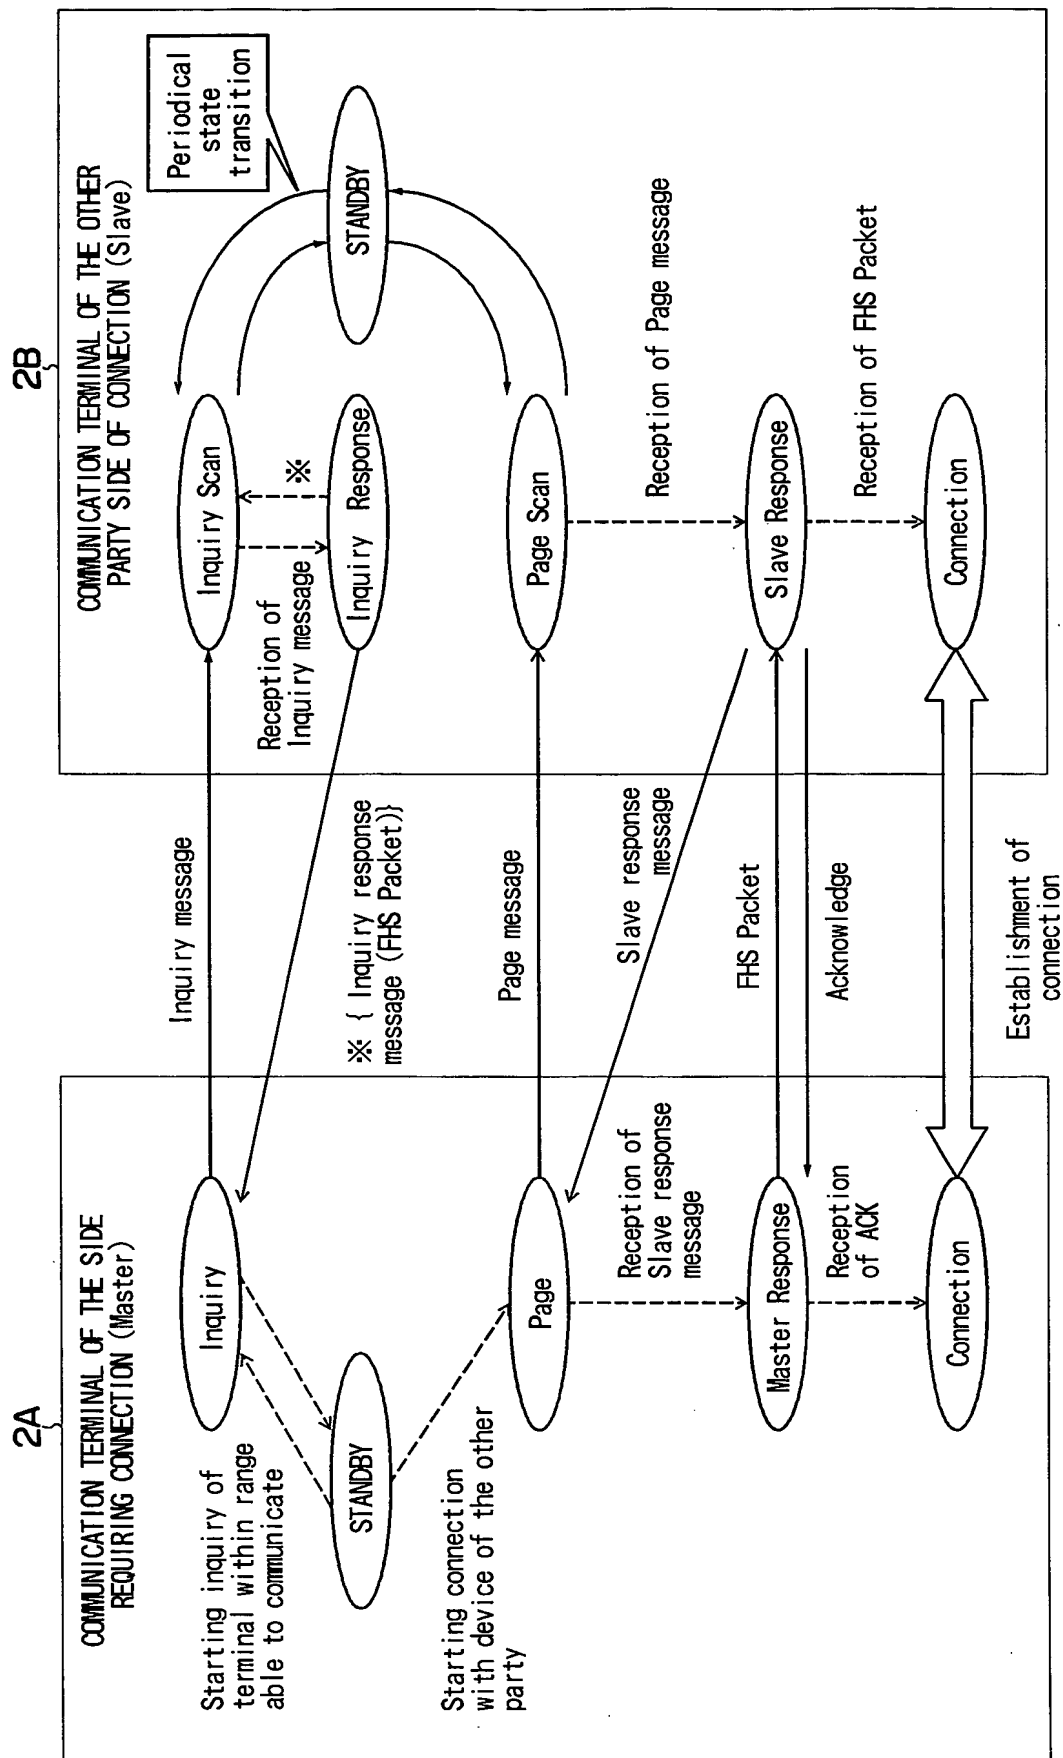 2A
COMMUNICATION TERMINAL OF THE SIDE
REQUIRING CONNECTION (Master)
Starting inquiry of
terminal within range
able to communicate
Inquiry
STANDBY
Starting connection
with device of the other
party
Page
Reception of
Slave response
message
Master Response
Reception
of ACK
Connection
Inquiry message
※ { Inquiry response
message (FHS Packet)}
Page message
Slave response
message
FHS Packet
Acknowledge
Establishment of
connection
2B
COMMUNICATION TERMINAL OF THE OTHER
PARTY SIDE OF CONNECTION (Slave)
Periodical
state
transition
Inquiry Scan
Reception of
Inquiry message
※
Inquiry Response
STANDBY
Page Scan
Reception of Page message
Slave Response
Reception of FHS Packet
Connection